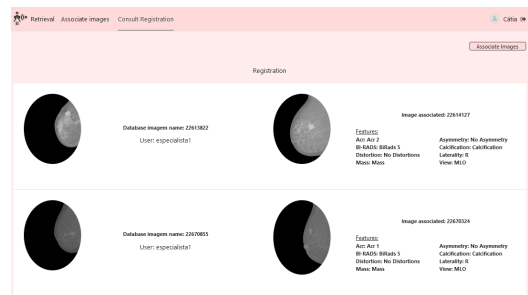 Retrieval Associate images Consult Registration Cátia
Associate Images
Registration
Database imagem name: 22613822
User: especialista1
Image associated: 22614127
Features:
Acr: Acr 2 Asymmetry: No Asymmetry
BI-RADS: BiRads 5 Calcification: Calcification
Distortion: No Distortions Laterality: R
Mass: Mass View: MLO
Database imagem name: 22670855
User: especialista1
Image associated: 22670324
Features:
Acr: Acr 1 Asymmetry: No Asymmetry
BI-RADS: BiRads 5 Calcification: Calcification
Distortion: No Distortions Laterality: R
Mass: Mass View: MLO